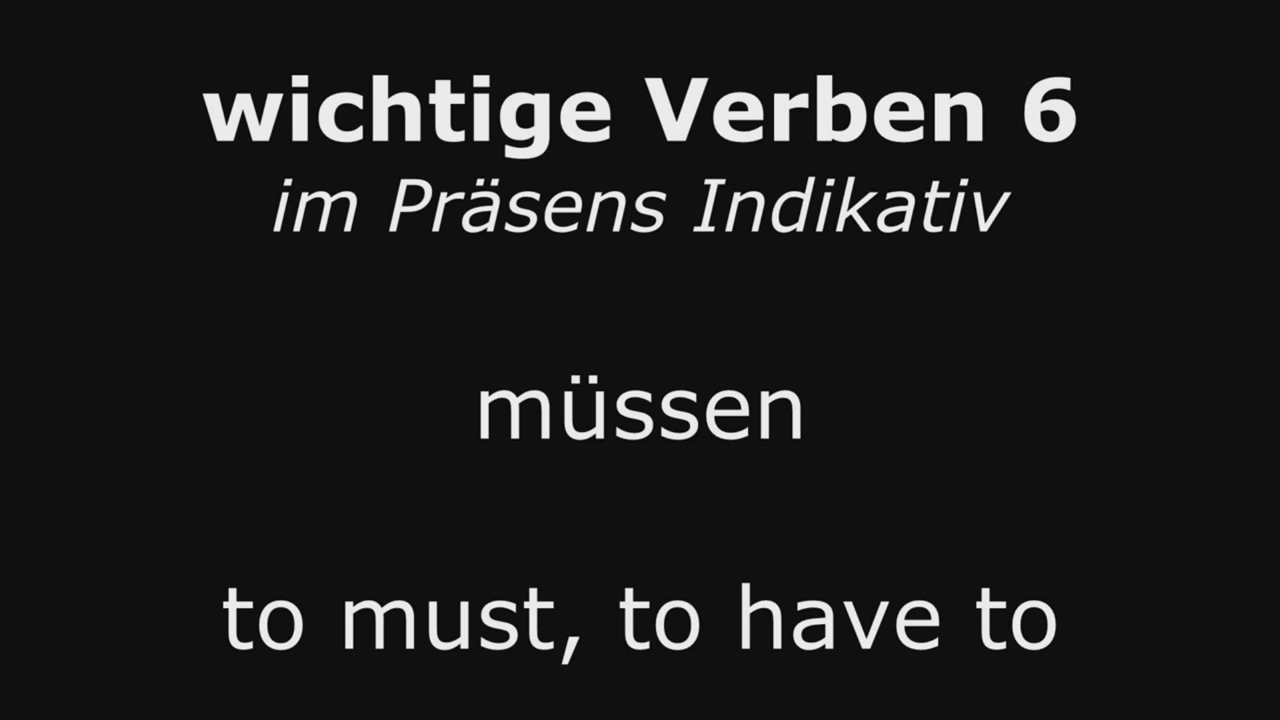 wichtige Verben 6
im Präsens Indikativ
müssen
to must, to have to